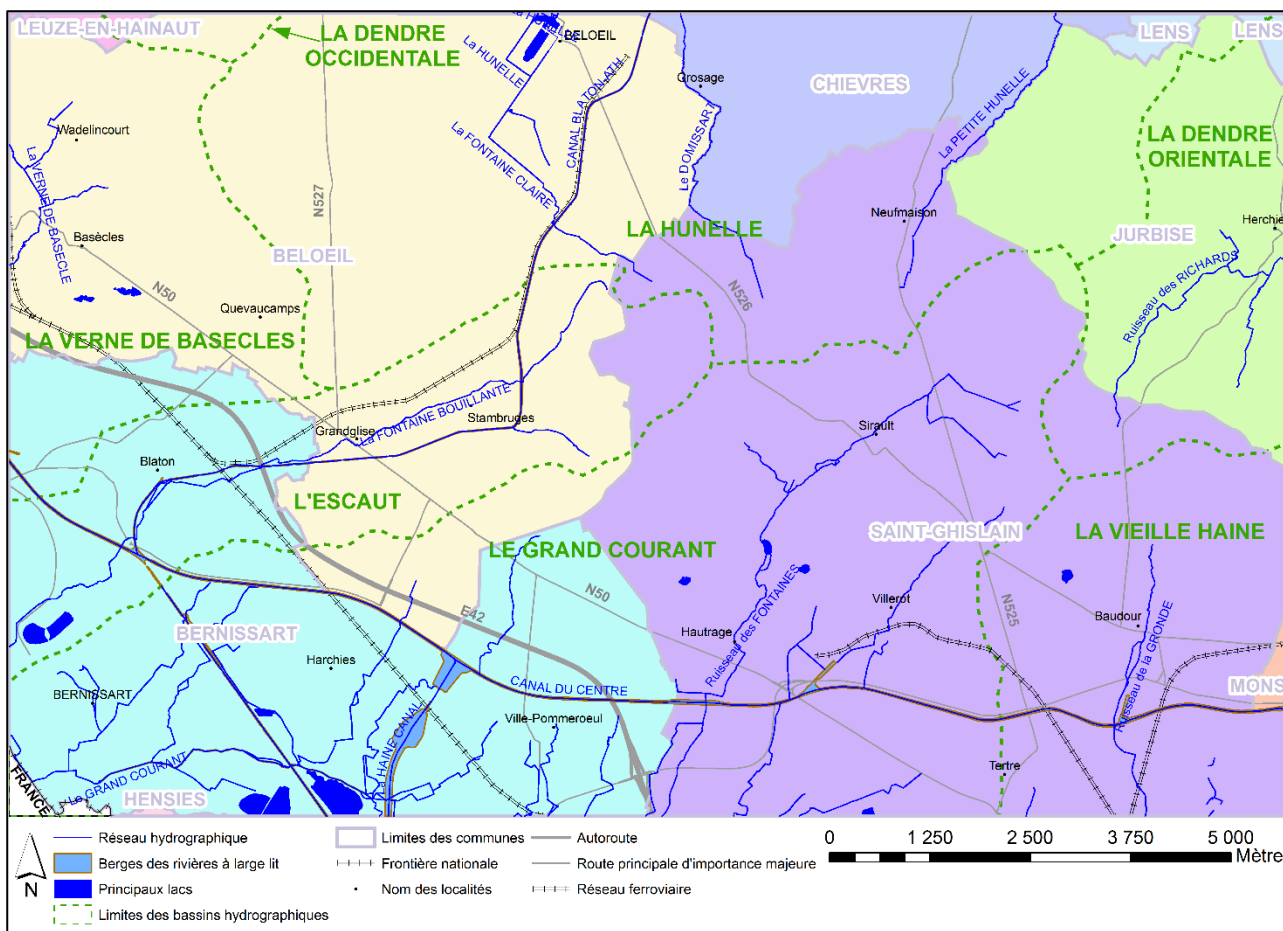 LEUZE-EN-HAINAUT
LA DENDRE
OCCIDENTALE
La HUNELLE
BELOEIL
La HUNELLE
CANAL BLATON
Grosage
CHIEVRES
LENS
LENS
Wadelincourt
La VERNE DE BASECLE
La FONTAINE CLAIRE
Le DOMISSART
La PETITE HUNELLE
LA DENDRE
ORIENTALE
N527
Neufmaison
LA HUNELLE
Basècles
BELOEIL
JURBISE
Herchie
N50
Quevaucamps
N526
Ruisseau des RICHARDS
LA VERNE DE BASECLES
La FONTAINE BOUILLANTE
Stambruges
Grandglise
Sirault
Blaton
L'ESCAUT
SAINT-GHISLAIN
LA VIEILLE HAINE
LE GRAND COURANT
E42
N50
N525
Villerot
Baudour
BERNISSART
Hautrage
Ruisseau des FONTAINES
Ruisseau de la GRONDE
Harchies
BERNISSART
CANAL DU CENTRE
MONS
La HAINE CANAL
Ville-Pommeroeul
Le GRAND COURANT
Tertre
FRANCE
HENSIES
N
Réseau hydrographique
Berges des rivières à large lit
Principaux lacs
Limites des bassins hydrographiques
Limites des communes
Frontière nationale
Nom des localités
Autoroute
Route principale d'importance majeure
Réseau ferroviaire
0 1 250 2 500 3 750 5 000
Mètre